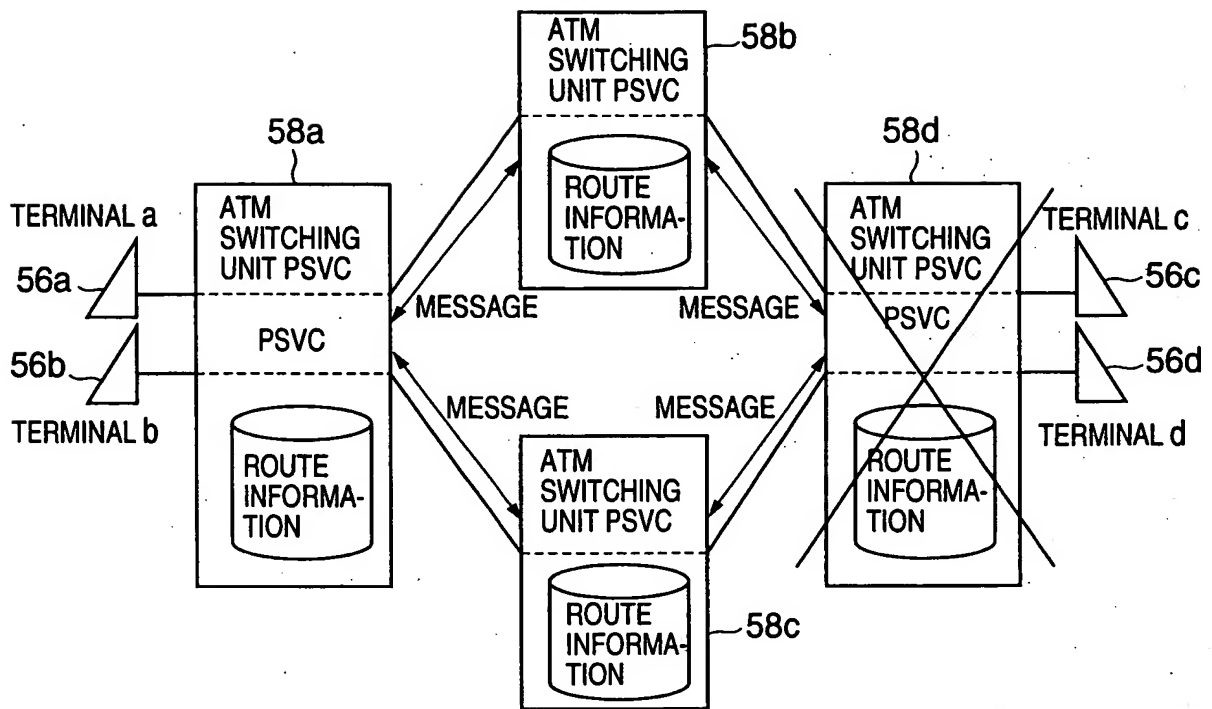 ATM
SWITCHING
UNIT PSVC
58b
ROUTE
INFORMA-
TION
58a
TERMINAL a
56a
56b
TERMINAL b
ATM
SWITCHING
UNIT PSVC
PSVC
ROUTE
INFORMA-
TION
MESSAGE
MESSAGE
MESSAGE
MESSAGE
ATM
SWITCHING
UNIT PSVC
ROUTE
INFORMA-
TION
58c
58d
ATM
SWITCHING
UNIT PSVC
PSVC
ROUTE
INFORMA-
TION
TERMINAL c
56c
56d
TERMINAL d